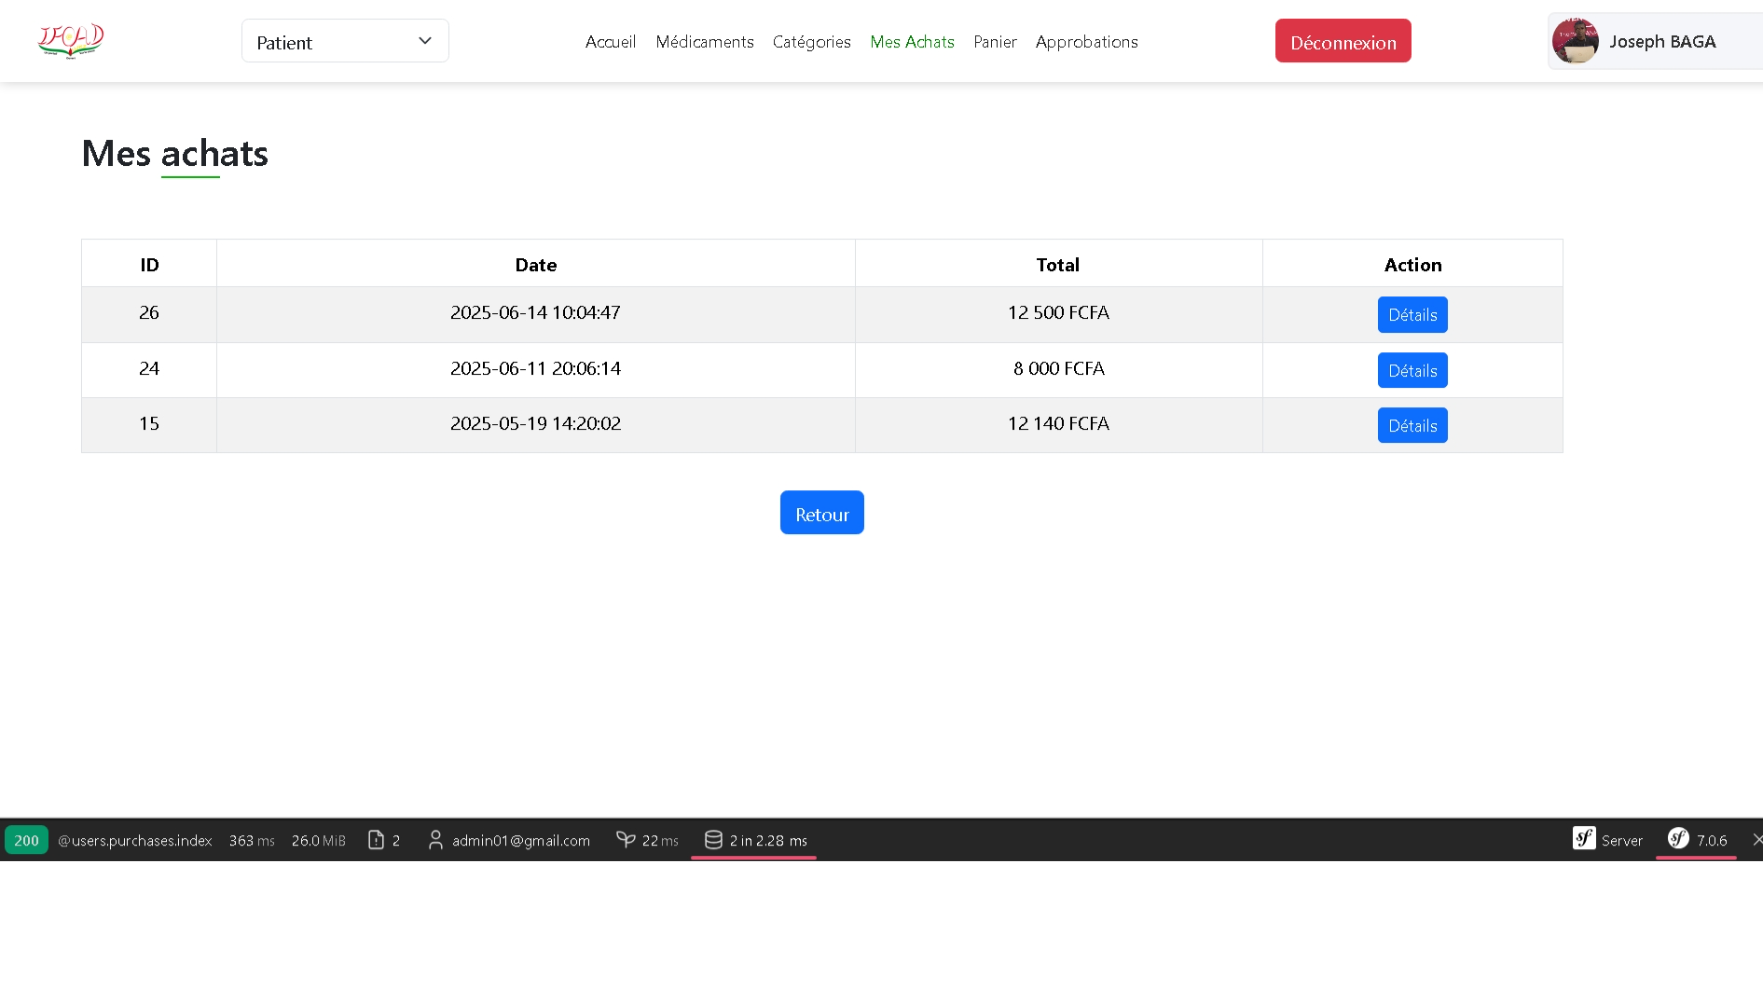 IFCAD
Patient
Accueil Médicaments Catégories Mes Achats Panier Approbations
Déconnexion
Joseph BAGA
Mes achats
ID Date Total Action
26 2025-06-14 10:04:47 12 500 FCFA Détails
24 2025-06-11 20:06:14 8 000 FCFA Détails
15 2025-05-19 14:20:02 12 140 FCFA Détails
Retour
200 @users.purchases.index 363 ms 26.0 MiB 2 admin01@gmail.com 22 ms 2 in 2.28 ms Server 7.0.6